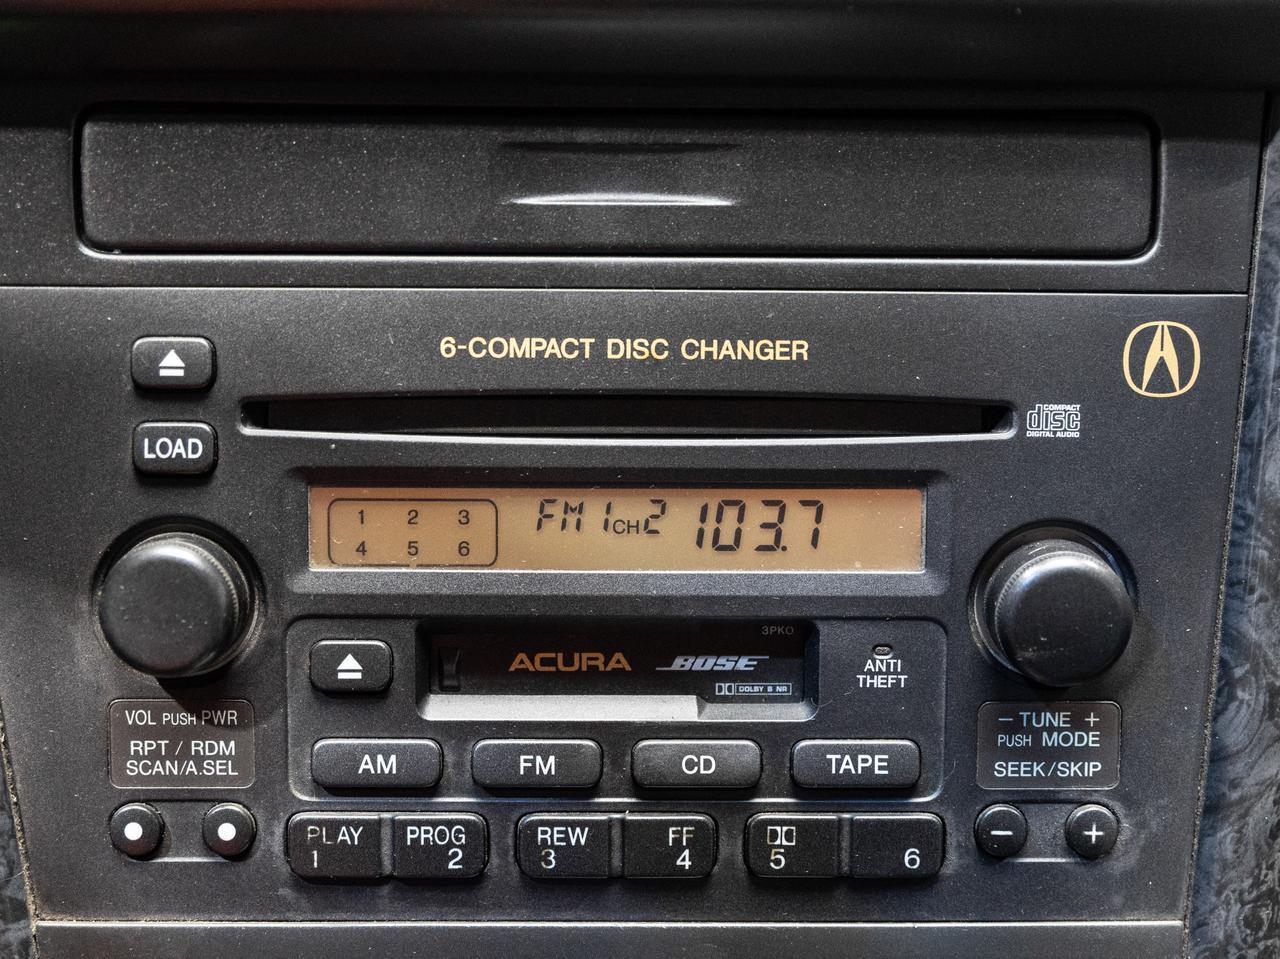 6-COMPACT DISC CHANGER
COMPACT
disc
DIGITAL AUDIO
LOAD
1 2 3
4 5 6
FM 1 CH 2 103.7
3PKO
ACURA BOSE
DOLBY B NR
ANTI
THEFT
VOL PUSH PWR
RPT / RDM
SCAN/A.SEL
− TUNE +
PUSH MODE
SEEK/SKIP
AM FM CD TAPE
PLAY PROG REW FF
1 2 3 4 5 6
− +